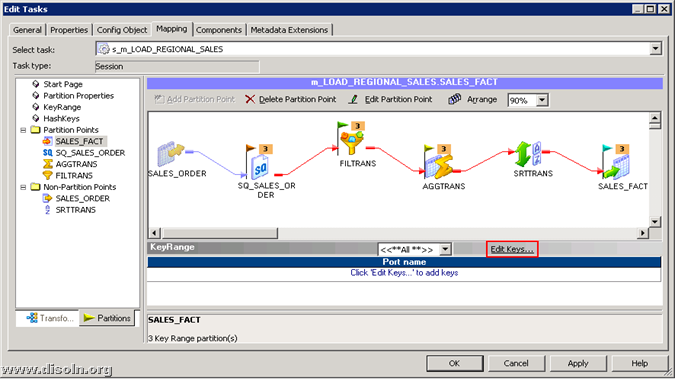 Edit Tasks
General Properties Config Object Mapping Components Metadata Extensions
Select task: s_m_LOAD_REGIONAL_SALES
Task type: Session
Start Page
Partition Properties
KeyRange
HashKeys
Partition Points
SALES_FACT
SQ_SALES_ORDER
AGGTRANS
FILTRANS
Non-Partition Points
SALES_ORDER
SRTTRANS
Transfo... Partitions
m_LOAD_REGIONAL_SALES.SALES_FACT
Add Partition Point Delete Partition Point Edit Partition Point Arrange 90%
SALES_ORDER
3
SQ
SQ_SALES_OR
DER
3
FILTRANS
3
AGGTRANS
SRTTRANS
3
SALES_FACT
KeyRange <<**All **>> Edit Keys...
Port name
Click 'Edit Keys...' to add keys
SALES_FACT
3 Key Range partition(s)
OK Cancel Apply Help
www.disoln.org